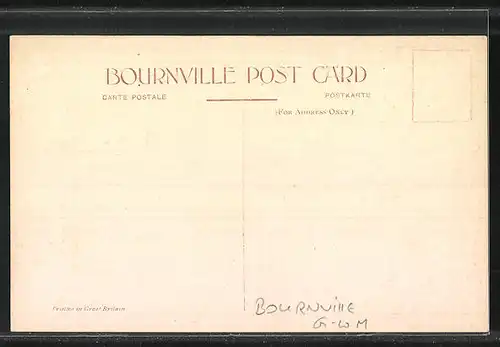 BOURNVILLE POST CARD
CARTE POSTALE
POSTKARTE
(FOR ADDRESS ONLY)
Printed in Great Britain
BOURNVIllE
G-WM